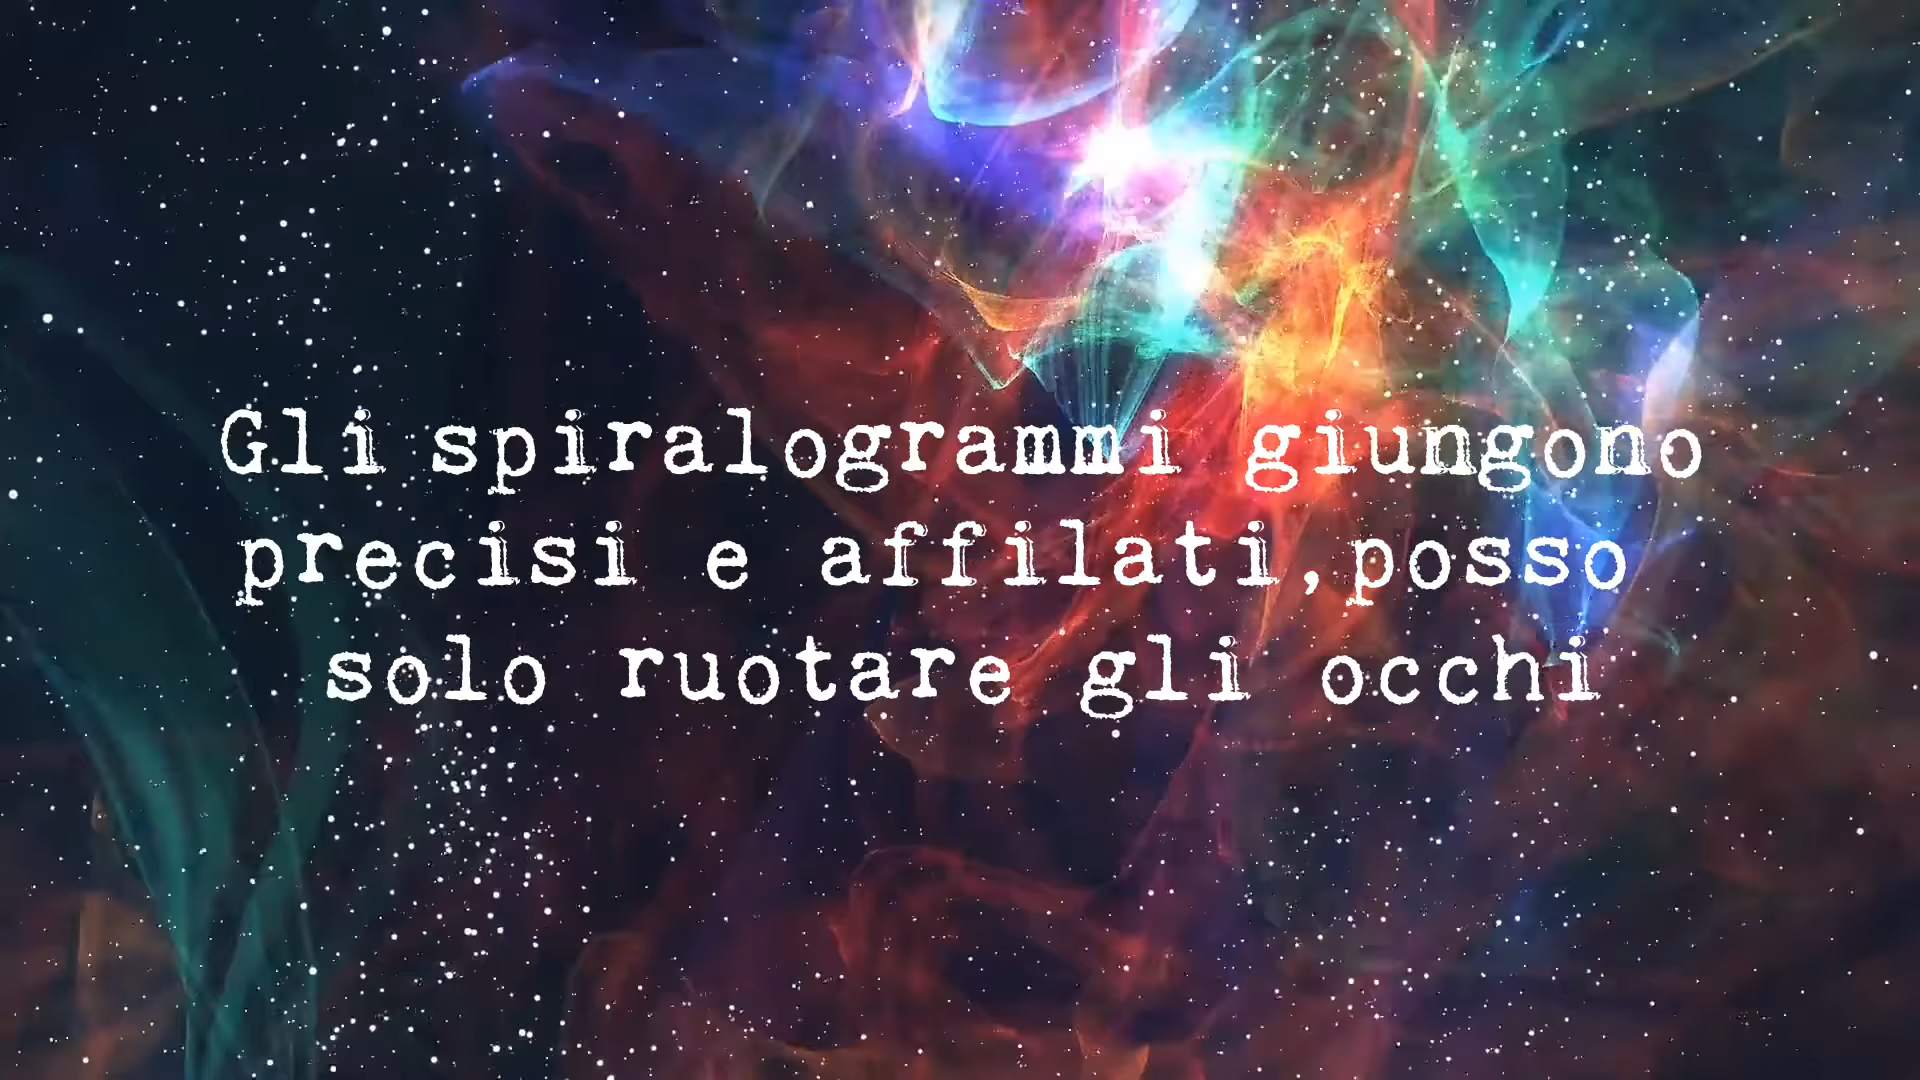 Gli spiralogrammi giungono
precisi e affilati,posso
solo ruotare gli occhi